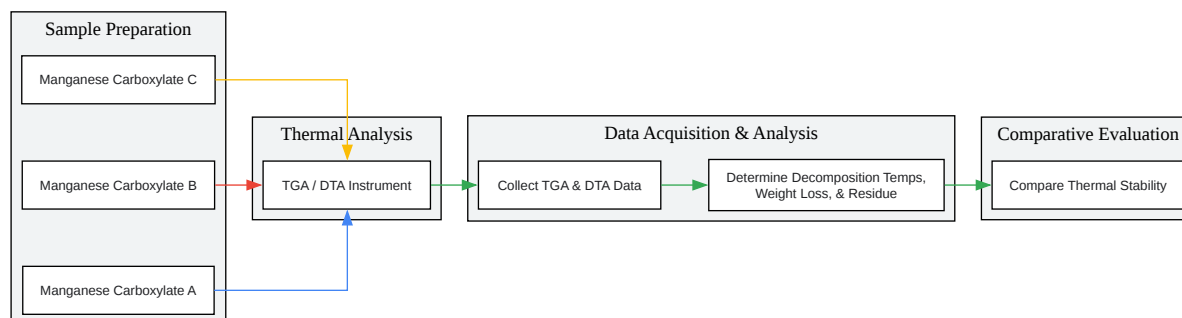 Sample Preparation
Manganese Carboxylate C
Manganese Carboxylate B
Manganese Carboxylate A
Thermal Analysis
TGA / DTA Instrument
Data Acquisition & Analysis
Collect TGA & DTA Data
Determine Decomposition Temps,
Weight Loss, & Residue
Comparative Evaluation
Compare Thermal Stability